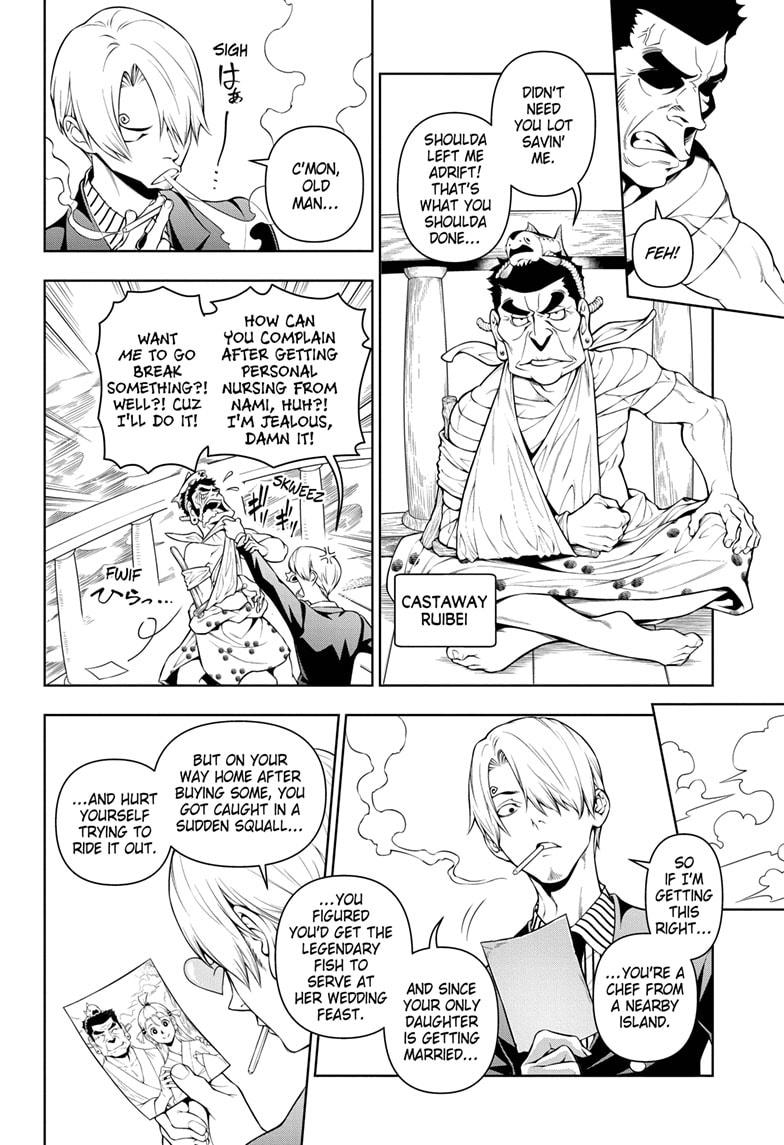 FEH!
DIDN'T
NEED
YOU LOT
SAVIN'
ME.
SHOULDA
LEFT ME
ADRIFT!
THAT'S
WHAT YOU
SHOULDA
DONE...
CASTAWAY
RUIBEI
SIGH
はぁ
C'MON,
OLD
MAN...
HOW CAN
YOU COMPLAIN
AFTER GETTING
PERSONAL
NURSING FROM
NAMI, HUH?!
I'M JEALOUS,
DAMN IT!
WANT
ME TO GO
BREAK
SOMETHING?!
WELL?! CUZ
I'LL DO IT!
SKWEEZ
ギギ
FWIF
ひらっ...
SO
IF I'M
GETTING
THIS
RIGHT...
...YOU'RE A
CHEF FROM
A NEARBY
ISLAND.
AND SINCE
YOUR ONLY
DAUGHTER
IS GETTING
MARRIED...
...YOU
FIGURED
YOU'D GET THE
LEGENDARY
FISH TO
SERVE AT
HER WEDDING
FEAST.
BUT ON YOUR
WAY HOME AFTER
BUYING SOME, YOU
GOT CAUGHT IN A
SUDDEN SQUALL...
...AND HURT
YOURSELF
TRYING TO
RIDE IT OUT.